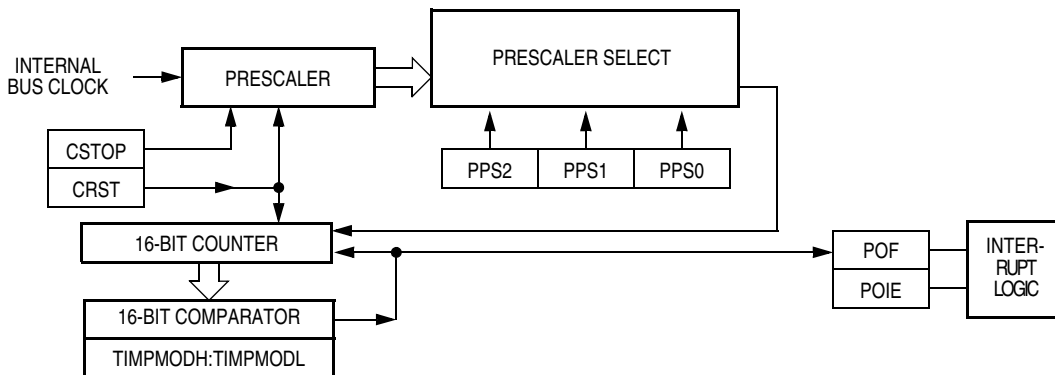 INTERNAL
BUS CLOCK
PRESCALER
PRESCALER SELECT
CSTOP
CRST
PPS2
PPS1
PPS0
16-BIT COUNTER
16-BIT COMPARATOR
TIMPMODH:TIMPMODL
POF
POIE
INTER-
RUPT
LOGIC